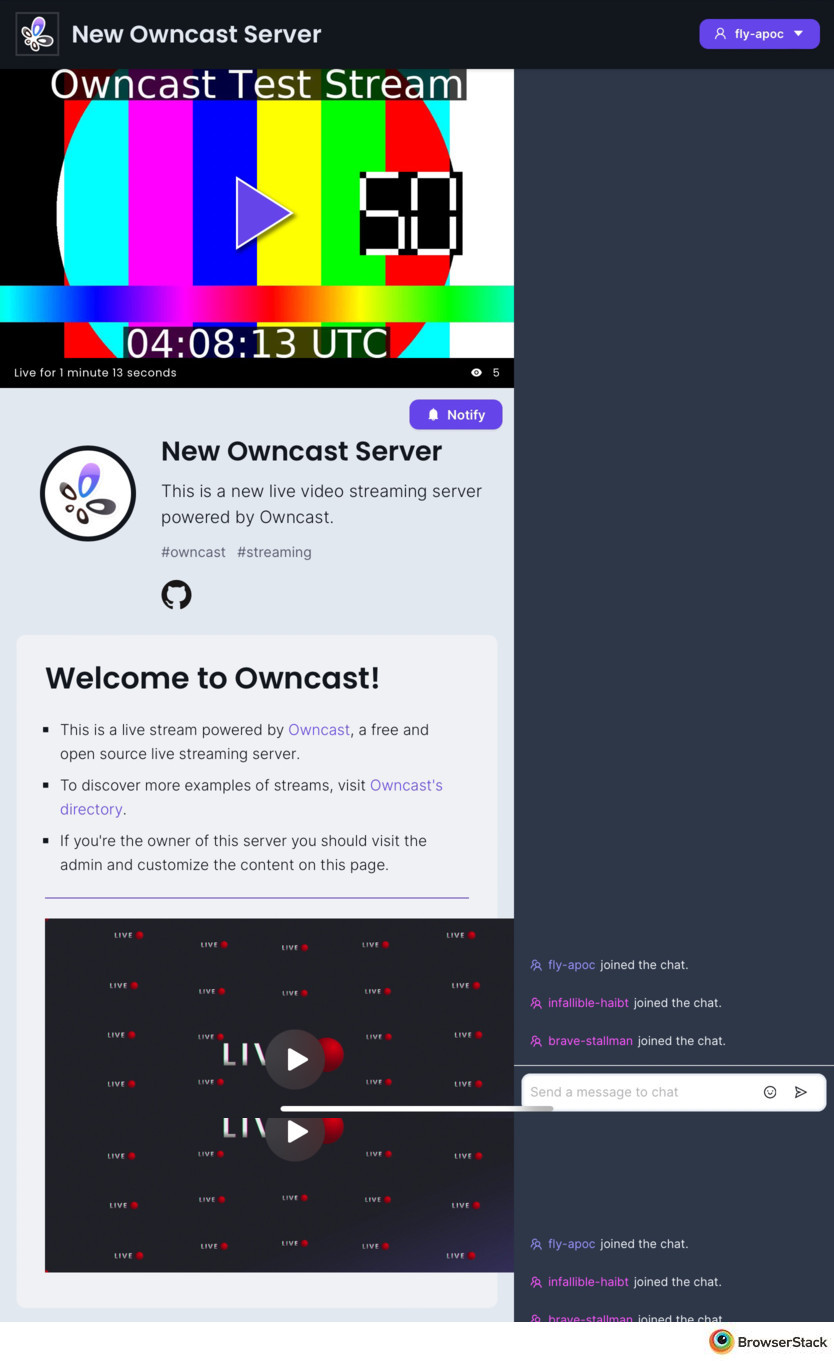 New Owncast Server
fly-apoc
Owncast Test Stream
50
04:08:13 UTC
Live for 1 minute 13 seconds
5
Notify
New Owncast Server
This is a new live video streaming server
powered by Owncast.
#owncast #streaming
Welcome to Owncast!
This is a live stream powered by Owncast, a free and
open source live streaming server.
To discover more examples of streams, visit Owncast's
directory.
If you're the owner of this server you should visit the
admin and customize the content on this page.
LIVE LIVE LIVE LIVE LIVE
LIVE LIVE LIVE LIVE LIVE
LIVE LIVE LIVE LIVE
LIV
LIVE LIVE LIVE LIVE LIVE
LIV
LIVE LIVE LIVE LIVE
LIVE LIVE LIVE LIVE LIVE
LIVE LIVE LIVE LIVE LIVE
fly-apoc joined the chat.
infallible-haibt joined the chat.
brave-stallman joined the chat.
Send a message to chat
fly-apoc joined the chat.
infallible-haibt joined the chat.
brave-stallman joined the chat
BrowserStack